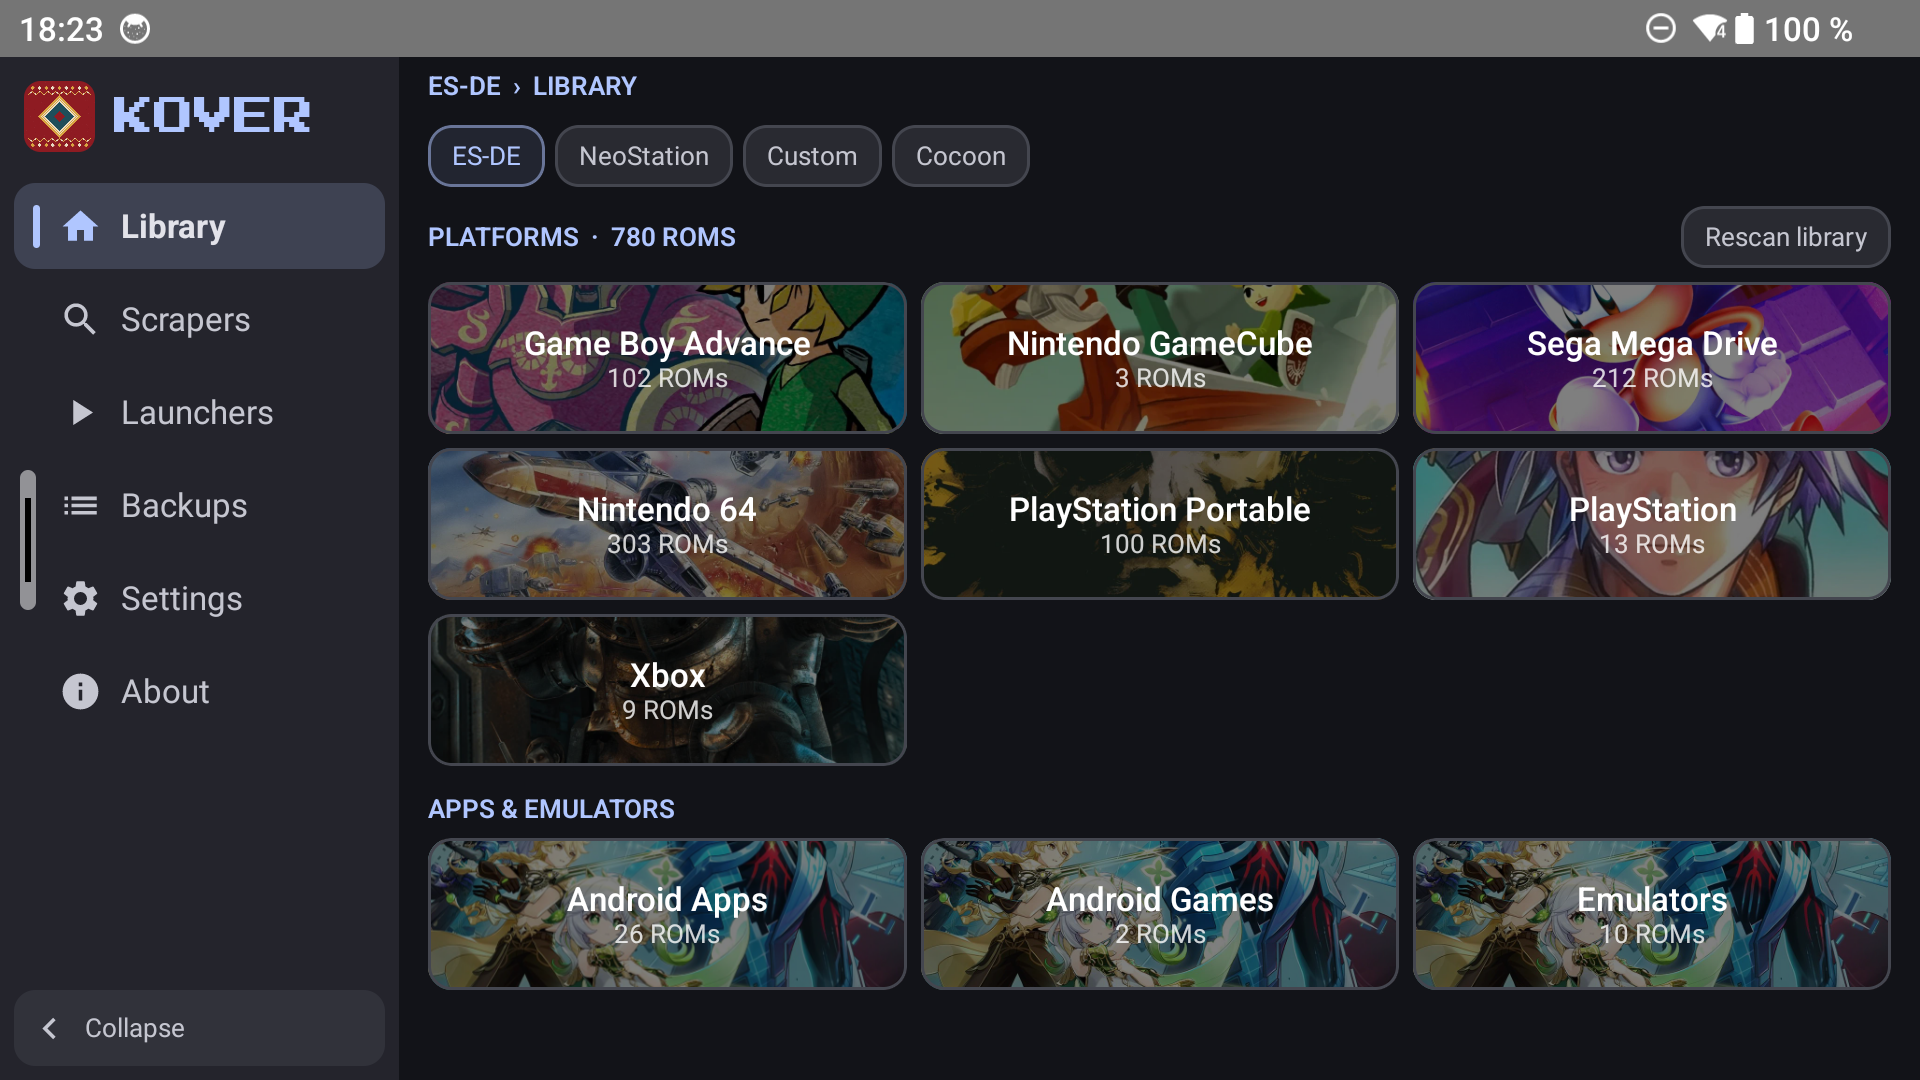 18:23
4 100 %
KOVER
Library
Scrapers
Launchers
Backups
Settings
About
Collapse
ES-DE › LIBRARY
ES-DE NeoStation Custom Cocoon
PLATFORMS · 780 ROMS
Rescan library
Game Boy Advance
102 ROMs
Nintendo GameCube
3 ROMs
Sega Mega Drive
212 ROMs
Nintendo 64
303 ROMs
PlayStation Portable
100 ROMs
PlayStation
13 ROMs
Xbox
9 ROMs
APPS & EMULATORS
Android Apps
26 ROMs
Android Games
2 ROMs
Emulators
10 ROMs